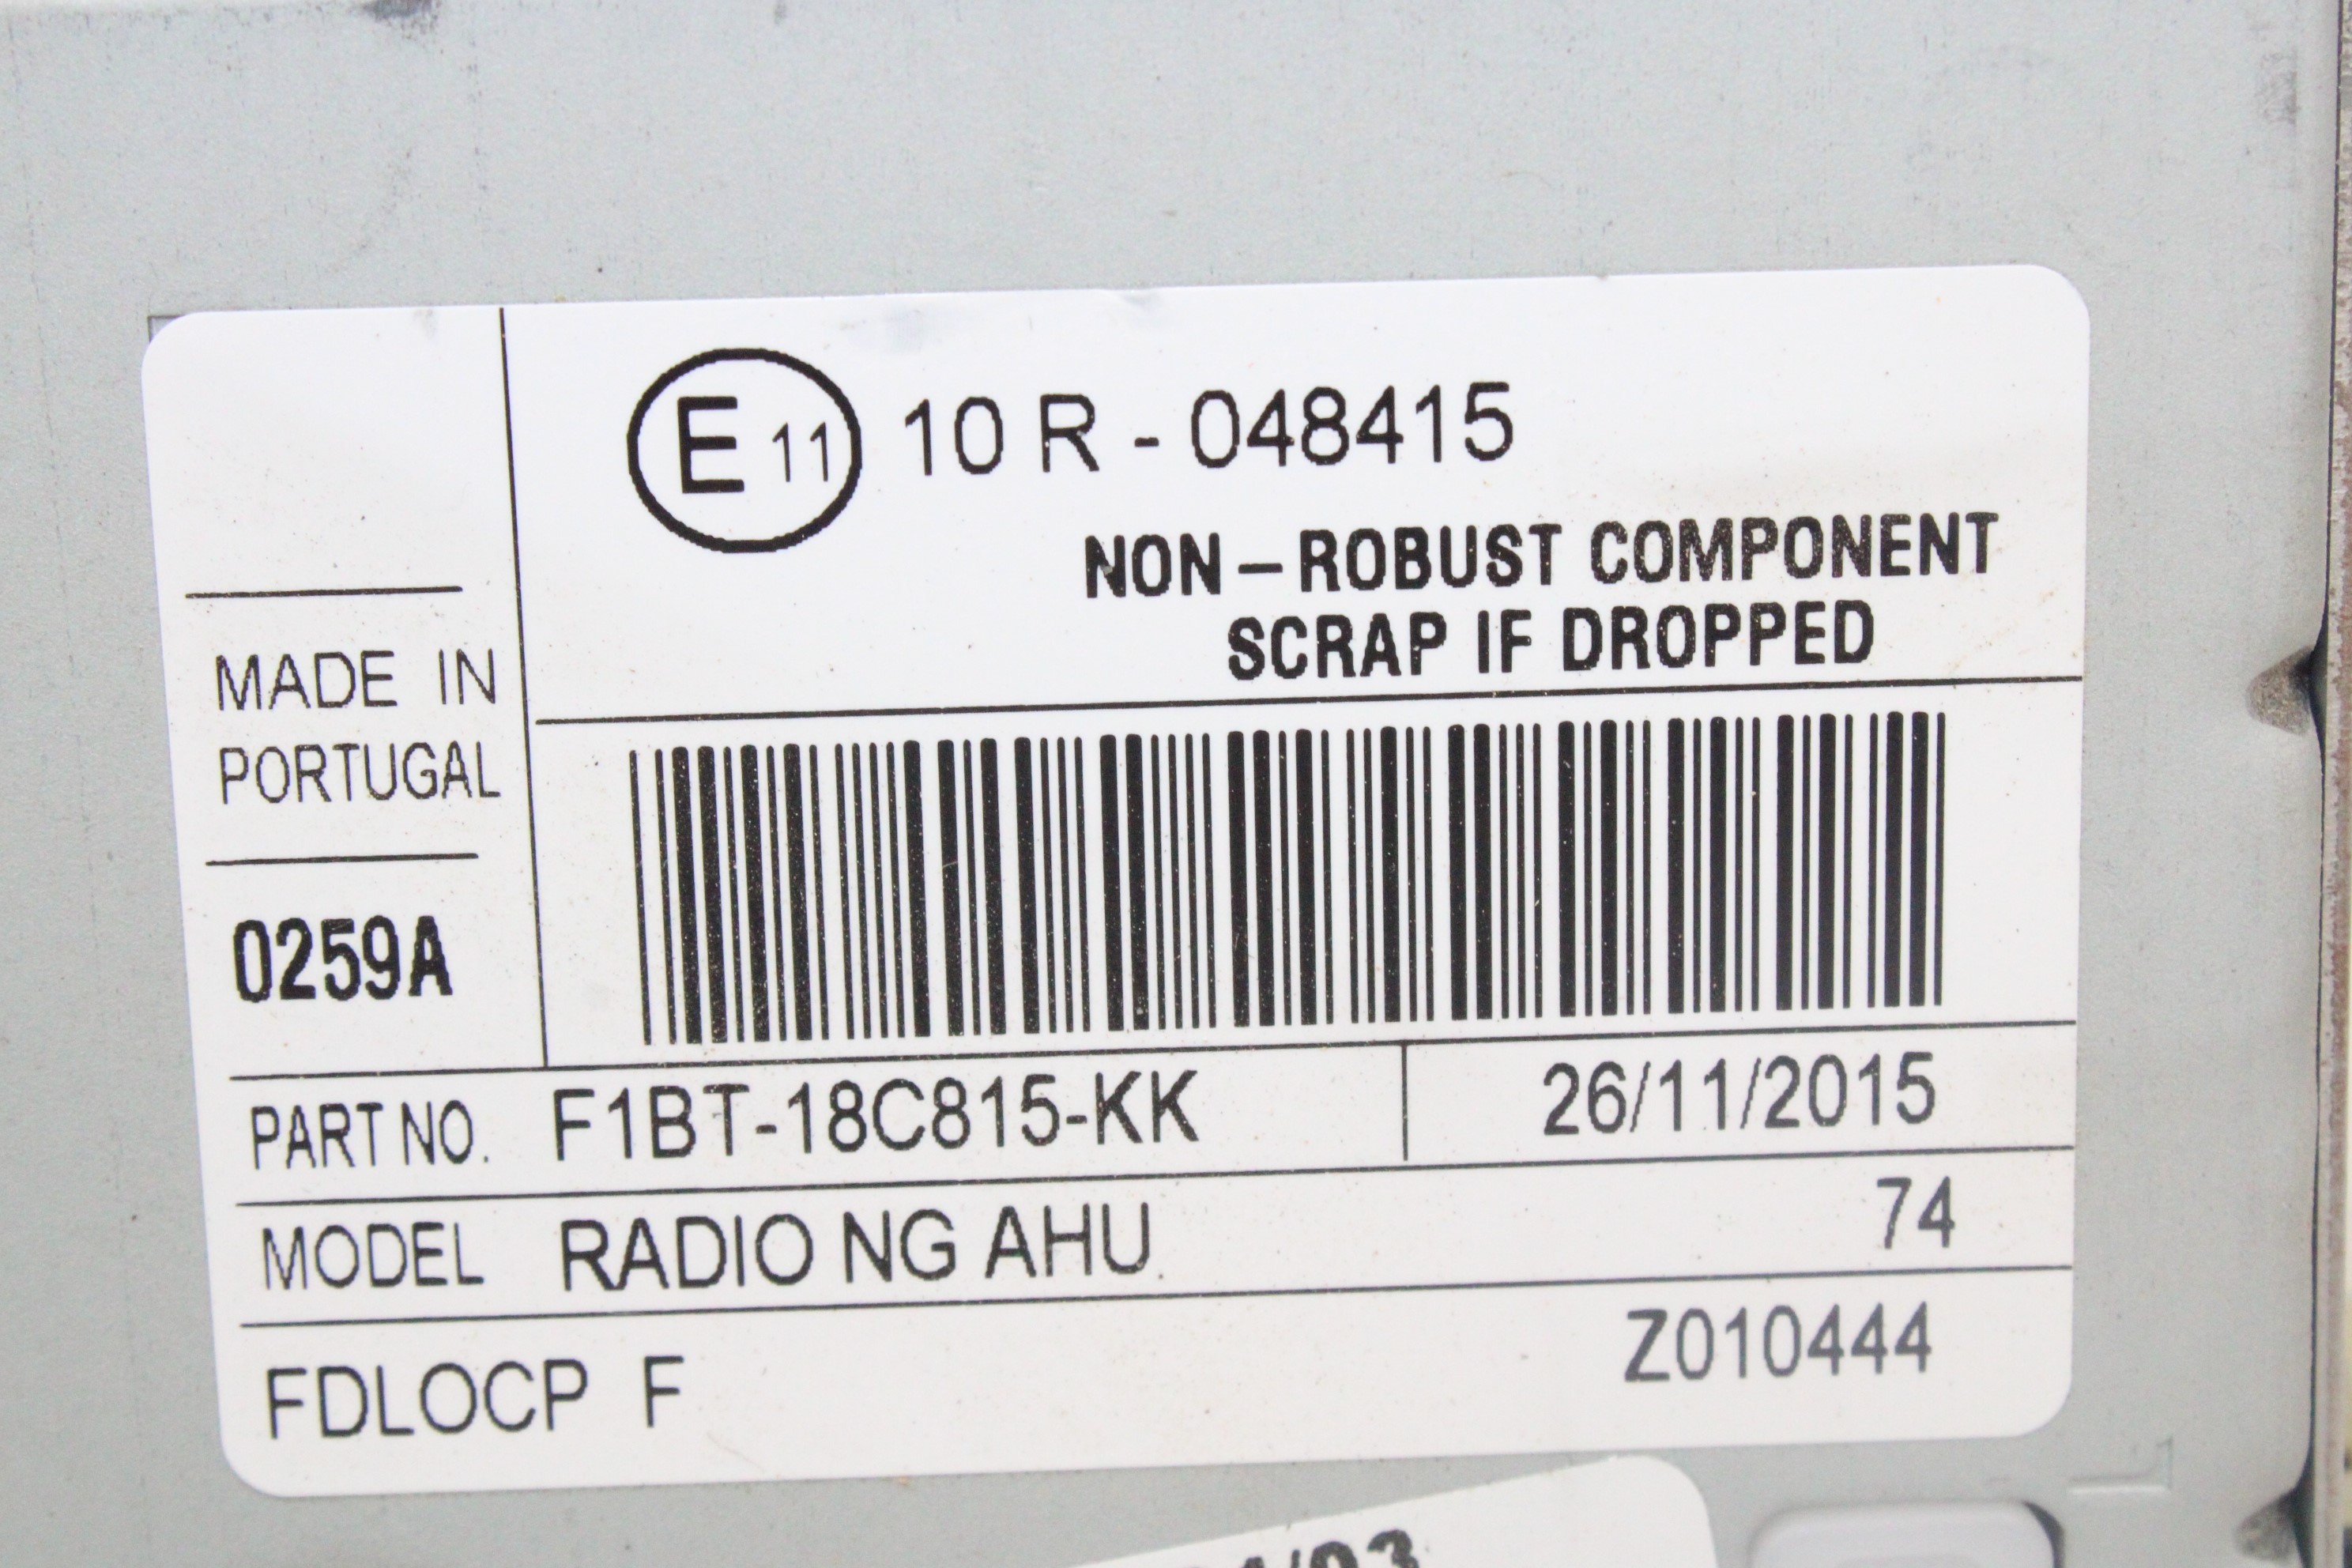 E 11 10 R - 048415
NON-ROBUST COMPONENT
SCRAP IF DROPPED
MADE IN
PORTUGAL
0259A
PART NO. F1BT-18C815-KK 26/11/2015
MODEL RADIO NG AHU 74
FDLOCP F Z010444